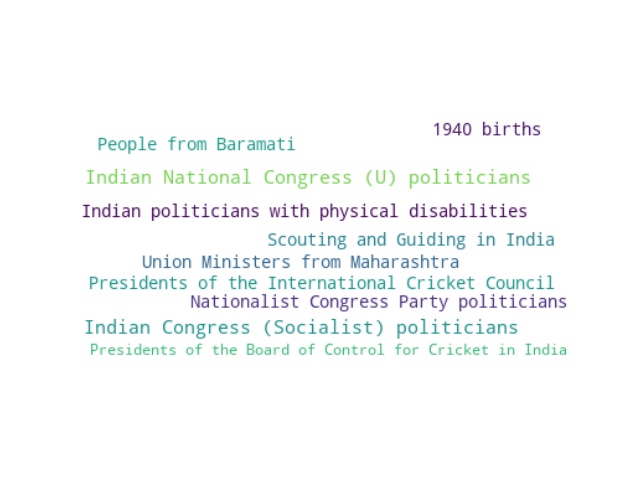 1940 births
People from Baramati
Indian National Congress (U) politicians
Indian politicians with physical disabilities
Scouting and Guiding in India
Union Ministers from Maharashtra
Presidents of the International Cricket Council
Nationalist Congress Party politicians
Indian Congress (Socialist) politicians
Presidents of the Board of Control for Cricket in India